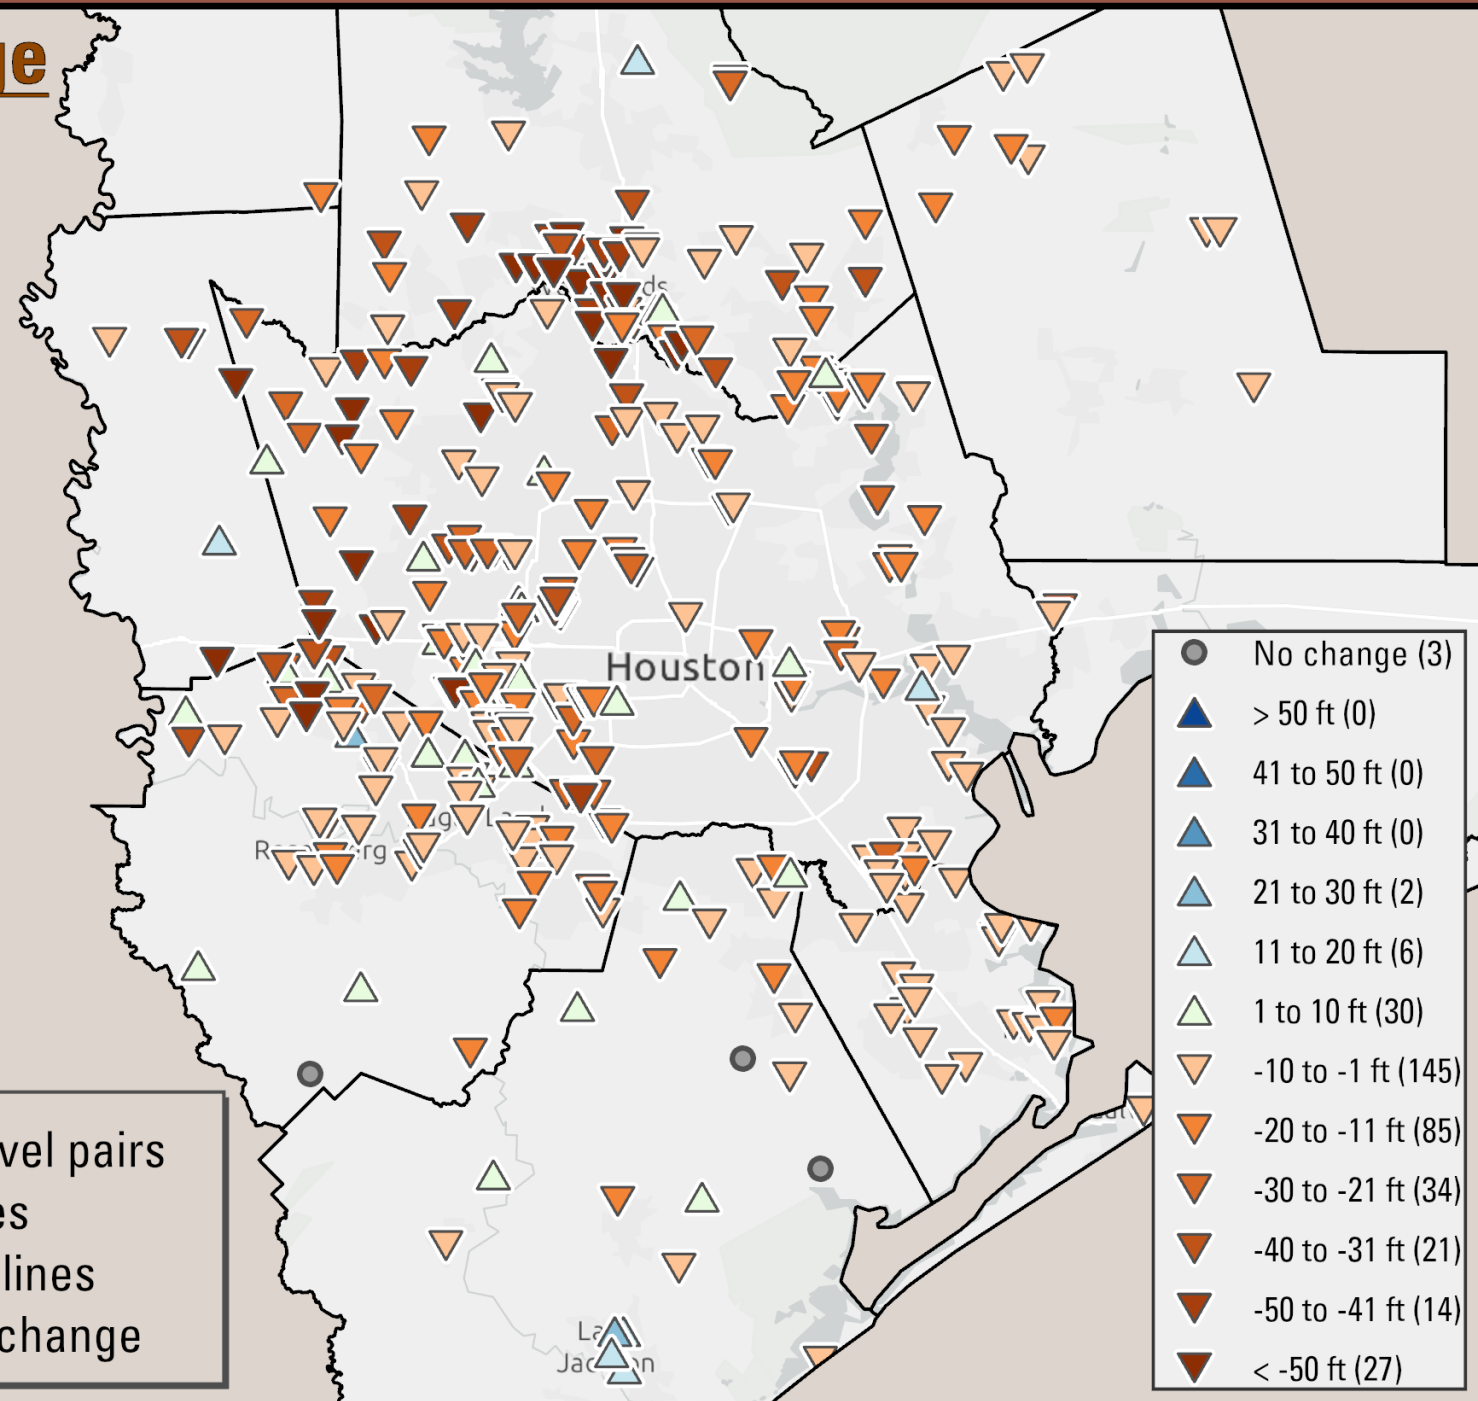 ge
Houston
No change (3)
> 50 ft (0)
41 to 50 ft (0)
31 to 40 ft (0)
21 to 30 ft (2)
11 to 20 ft (6)
1 to 10 ft (30)
-10 to -1 ft (145)
-20 to -11 ft (85)
-30 to -21 ft (34)
-40 to -31 ft (21)
-50 to -41 ft (14)
< -50 ft (27)
vel pairs
es
lines
change